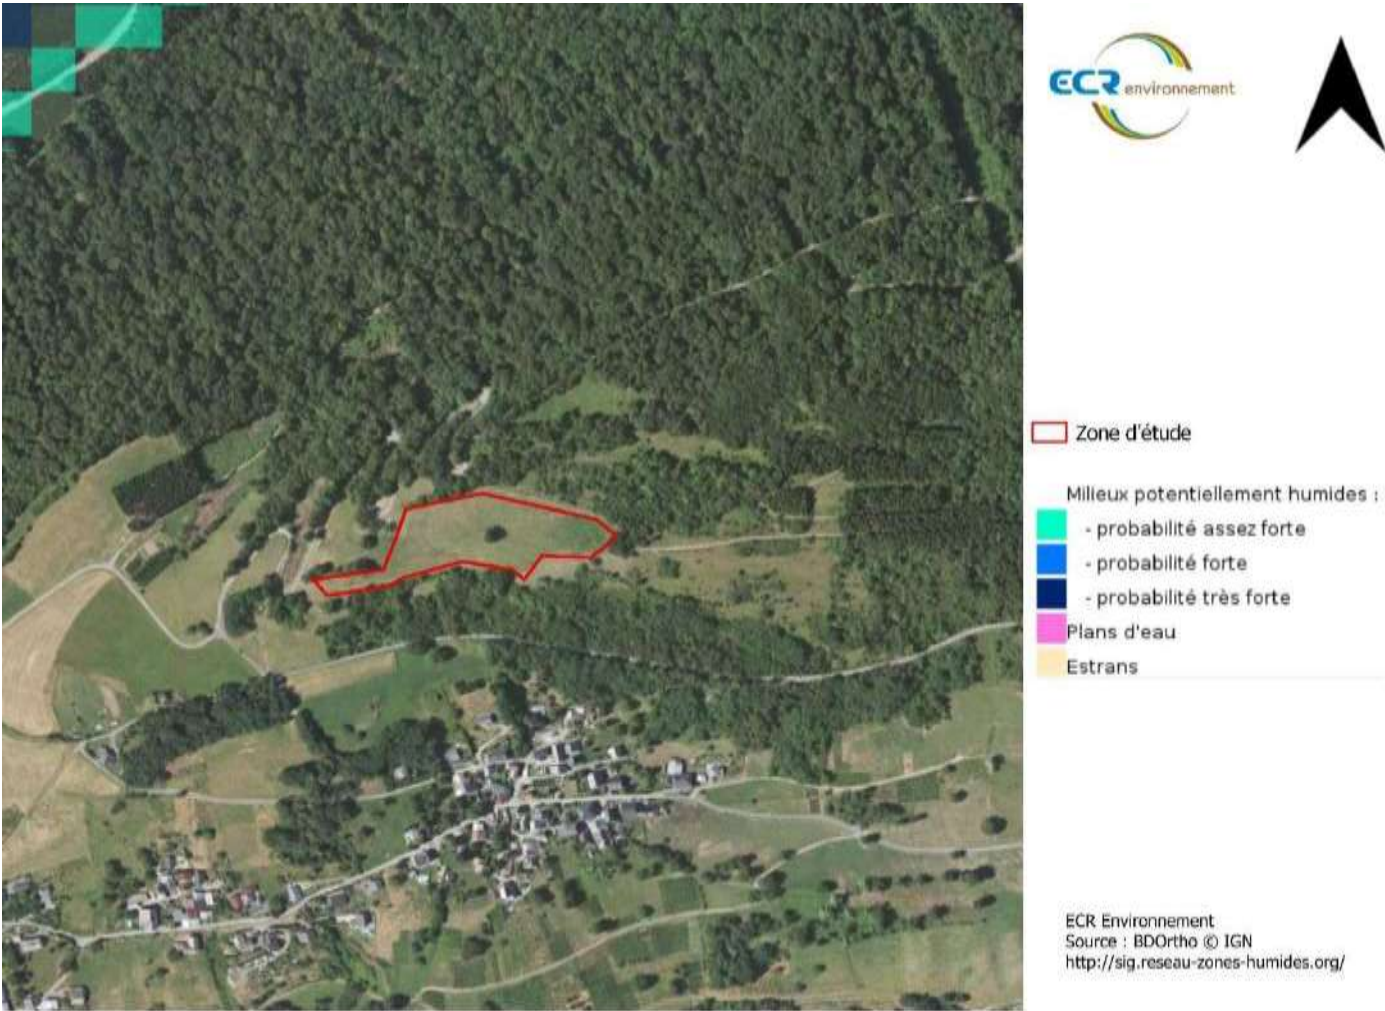 ECR environnement
Zone d'étude
Milieux potentiellement humides :
- probabilité assez forte
- probabilité forte
- probabilité très forte
Plans d'eau
Estrans
ECR Environnement
Source : BDOrtho © IGN
http://sig.reseau-zones-humides.org/